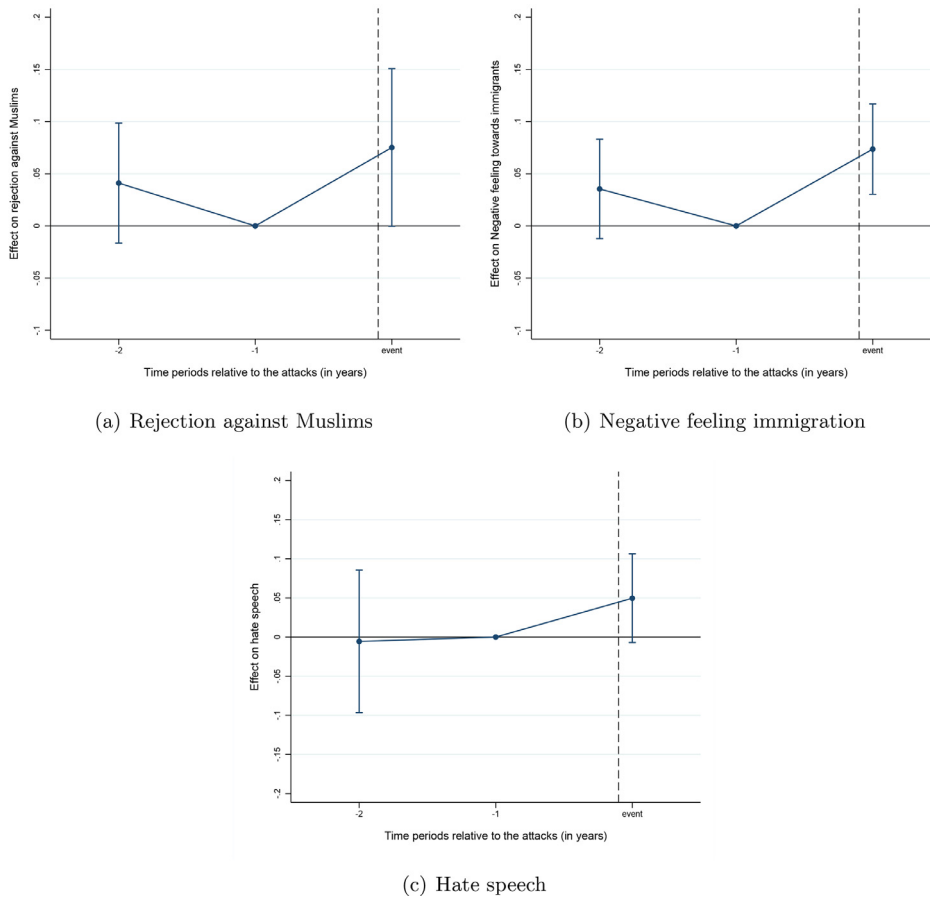 Effect on rejection against Muslims
.2
.15
.1
.05
0
-.05
-.1
-2
-1
event
Time periods relative to the attacks (in years)
(a) Rejection against Muslims
Effect on Negative feeling towards immigrants
.2
.15
.1
.05
0
-.05
-.1
-2
-1
event
Time periods relative to the attacks (in years)
(b) Negative feeling immigration
Effect on hate speech
.2
.15
.1
.05
0
-.05
-.1
-.15
-.2
-2
-1
event
Time periods relative to the attacks (in years)
(c) Hate speech